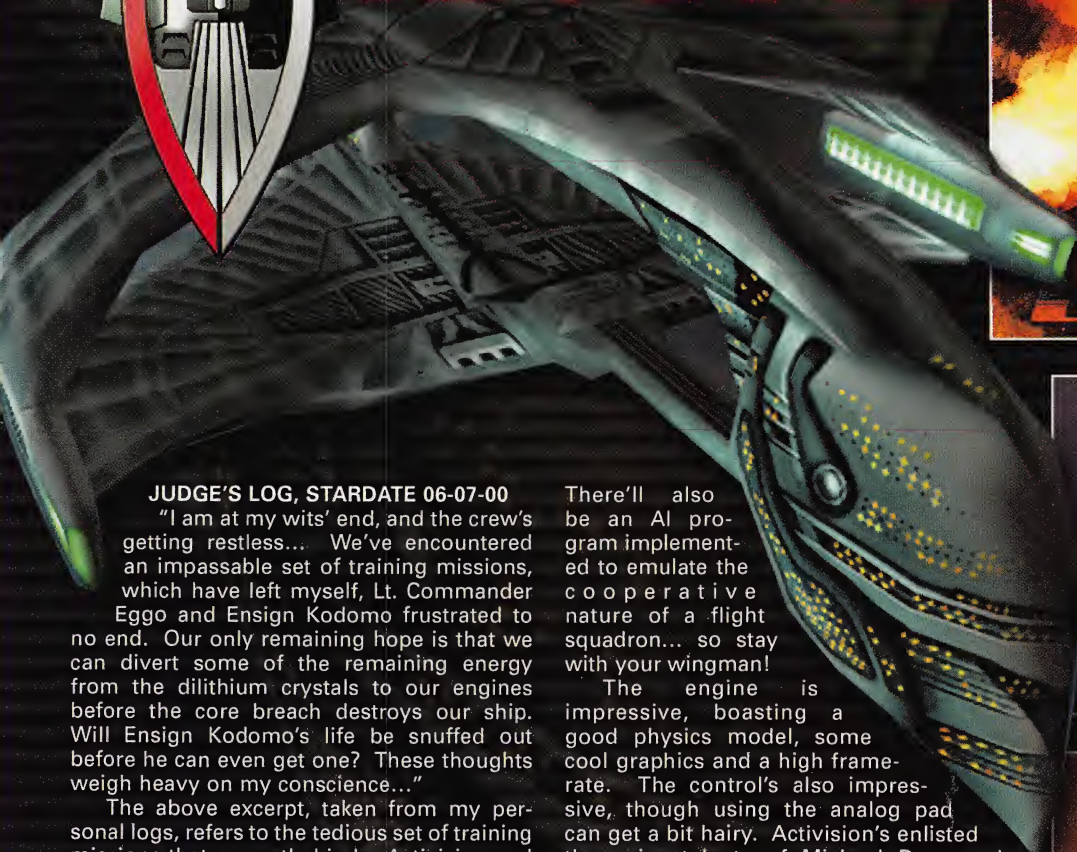 JUDGE'S LOG, STARDATE 06-07-00
"I am at my wits' end, and the crew's
getting restless... We've encountered
an impassable set of training missions,
which have left myself, Lt. Commander
Eggo and Ensign Kodomo frustrated to
no end. Our only remaining hope is that we
can divert some of the remaining energy
from the dilithium crystals to our engines
before the core breach destroys our ship.
Will Ensign Kodomo's life be snuffed out
before he can even get one? These thoughts
weigh heavy on my conscience..."
The above excerpt, taken from my per-
sonal logs, refers to the tedious set of training
There'll also
be an AI pro-
gram implement-
ed to emulate the
cooperative
nature of a flight
squadron... so stay
with your wingman!
The engine is
impressive, boasting a
good physics model, some
cool graphics and a high frame-
rate. The control's also impres-
sive, though using the analog pad
can get a bit hairy. Activision's enlisted